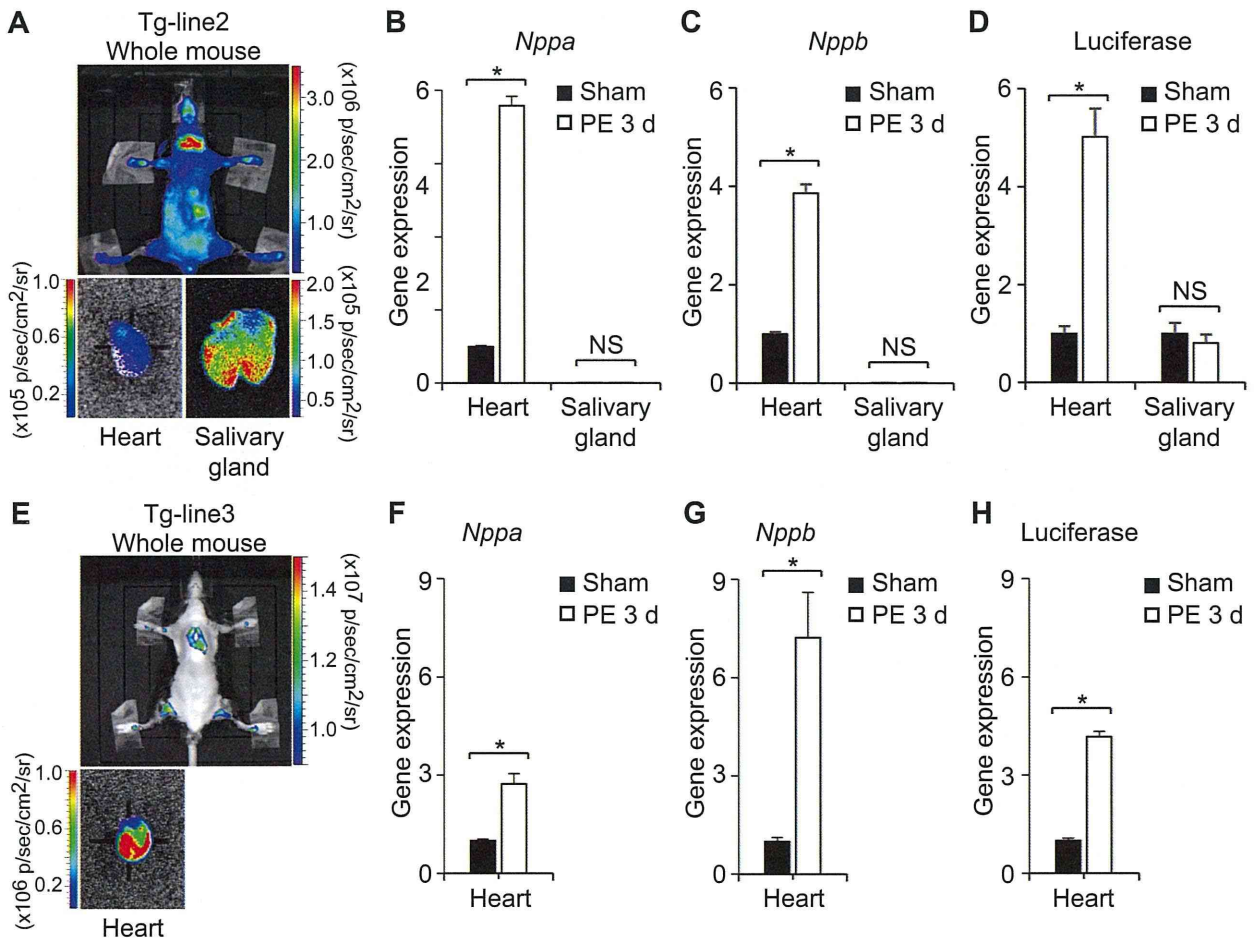 A
Tg-line2
Whole mouse
(x10⁶ p/sec/cm²/sr)
3.0
2.0
1.0
(x10⁵ p/sec/cm²/sr)
1.0
0.6
0.2
(x10⁵ p/sec/cm²/sr)
2.0
1.5
1.0
0.5
Heart
Salivary
gland
B
Nppa
Gene expression
6
4
2
0
*
Sham
PE 3 d
NS
Heart
Salivary
gland
C
Nppb
Gene expression
6
4
2
0
*
Sham
PE 3 d
NS
Heart
Salivary
gland
D
Luciferase
Gene expression
6
4
2
0
*
Sham
PE 3 d
NS
Heart
Salivary
gland
E
Tg-line3
Whole mouse
(x10⁷ p/sec/cm²/sr)
1.4
1.2
1.0
(x10⁶ p/sec/cm²/sr)
1.0
0.6
0.2
Heart
F
Nppa
Gene expression
9
6
3
0
*
Sham
PE 3 d
Heart
G
Nppb
Gene expression
9
6
3
0
*
Sham
PE 3 d
Heart
H
Luciferase
Gene expression
9
6
3
0
*
Sham
PE 3 d
Heart